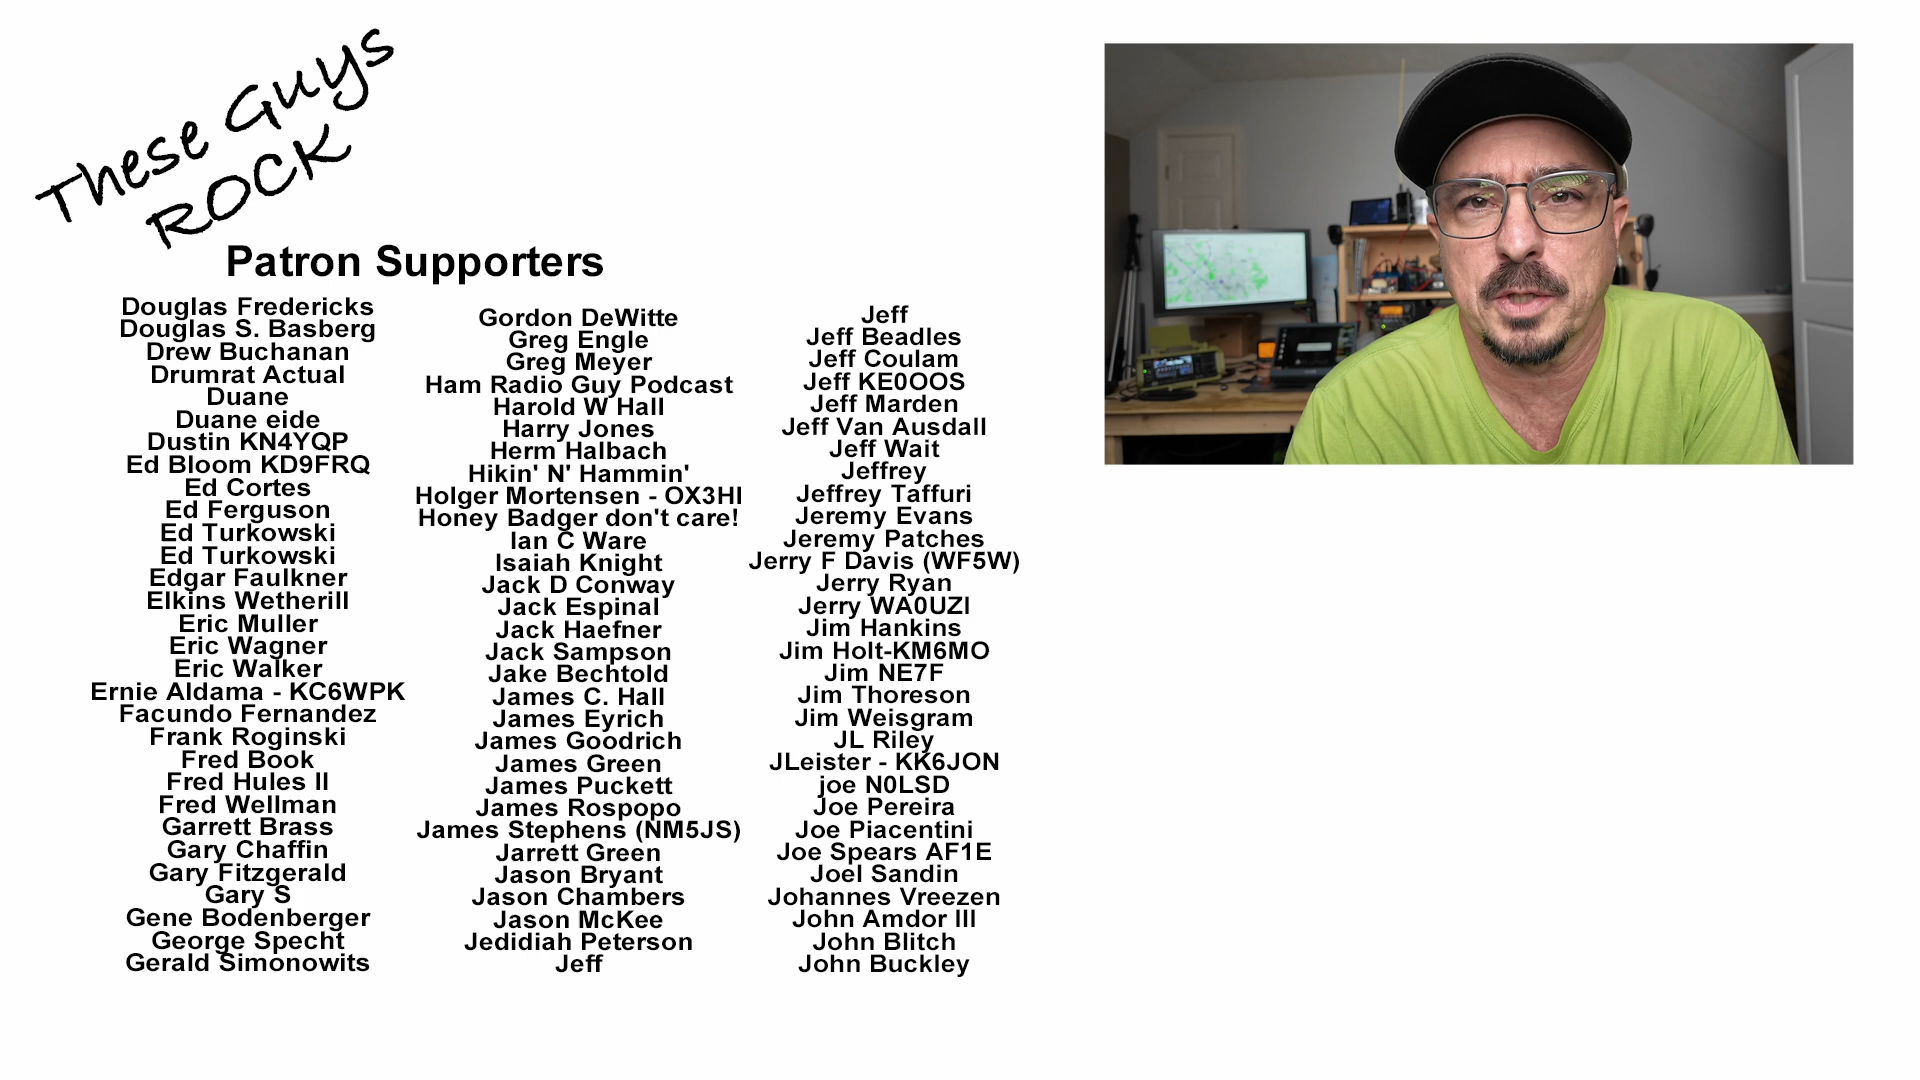 These Guys
ROCK
Patron Supporters
Douglas Fredericks
Douglas S. Basberg
Drew Buchanan
Drumrat Actual
Duane
Duane eide
Dustin KN4YQP
Ed Bloom KD9FRQ
Ed Cortes
Ed Ferguson
Ed Turkowski
Ed Turkowski
Edgar Faulkner
Elkins Wetherill
Eric Muller
Eric Wagner
Eric Walker
Ernie Aldama - KC6WPK
Facundo Fernandez
Frank Roginski
Fred Book
Fred Hules II
Fred Wellman
Garrett Brass
Gary Chaffin
Gary Fitzgerald
Gary S
Gene Bodenberger
George Specht
Gerald Simonowits
Gordon DeWitte
Greg Engle
Greg Meyer
Ham Radio Guy Podcast
Harold W Hall
Harry Jones
Herm Halbach
Hikin' N' Hammin'
Holger Mortensen - OX3HI
Honey Badger don't care!
Ian C Ware
Isaiah Knight
Jack D Conway
Jack Espinal
Jack Haefner
Jack Sampson
Jake Bechtold
James C. Hall
James Eyrich
James Goodrich
James Green
James Puckett
James Rospopo
James Stephens (NM5JS)
Jarrett Green
Jason Bryant
Jason Chambers
Jason McKee
Jedidiah Peterson
Jeff
Jeff
Jeff Beadles
Jeff Coulam
Jeff KE0OOS
Jeff Marden
Jeff Van Ausdall
Jeff Wait
Jeffrey
Jeffrey Taffuri
Jeremy Evans
Jeremy Patches
Jerry F Davis (WF5W)
Jerry Ryan
Jerry WA0UZI
Jim Hankins
Jim Holt-KM6MO
Jim NE7F
Jim Thoreson
Jim Weisgram
JL Riley
JLeister - KK6JON
joe N0LSD
Joe Pereira
Joe Piacentini
Joe Spears AF1E
Joel Sandin
Johannes Vreezen
John Amdor III
John Blitch
John Buckley